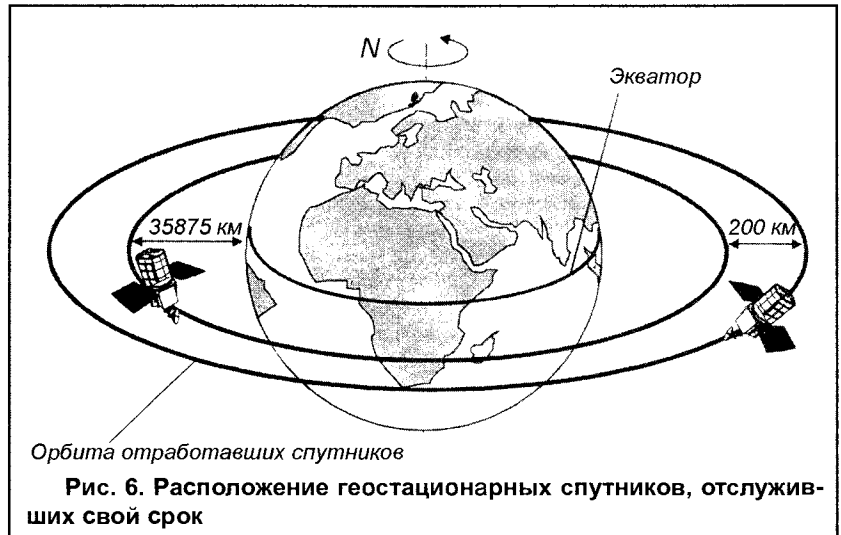 N
Экватор
35875 км
200 км
Орбита отработавших спутников
Рис. 6. Расположение геостационарных спутников, отслужив-
ших свой срок